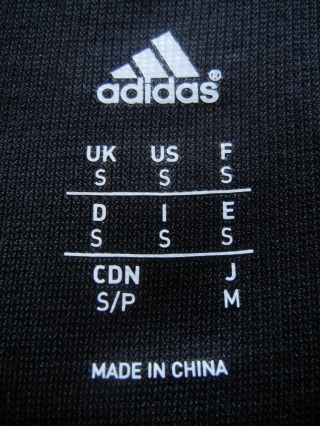 adidas®
UK US F
S S S
D I E
S S S
CDN J
S/P M
MADE IN CHINA